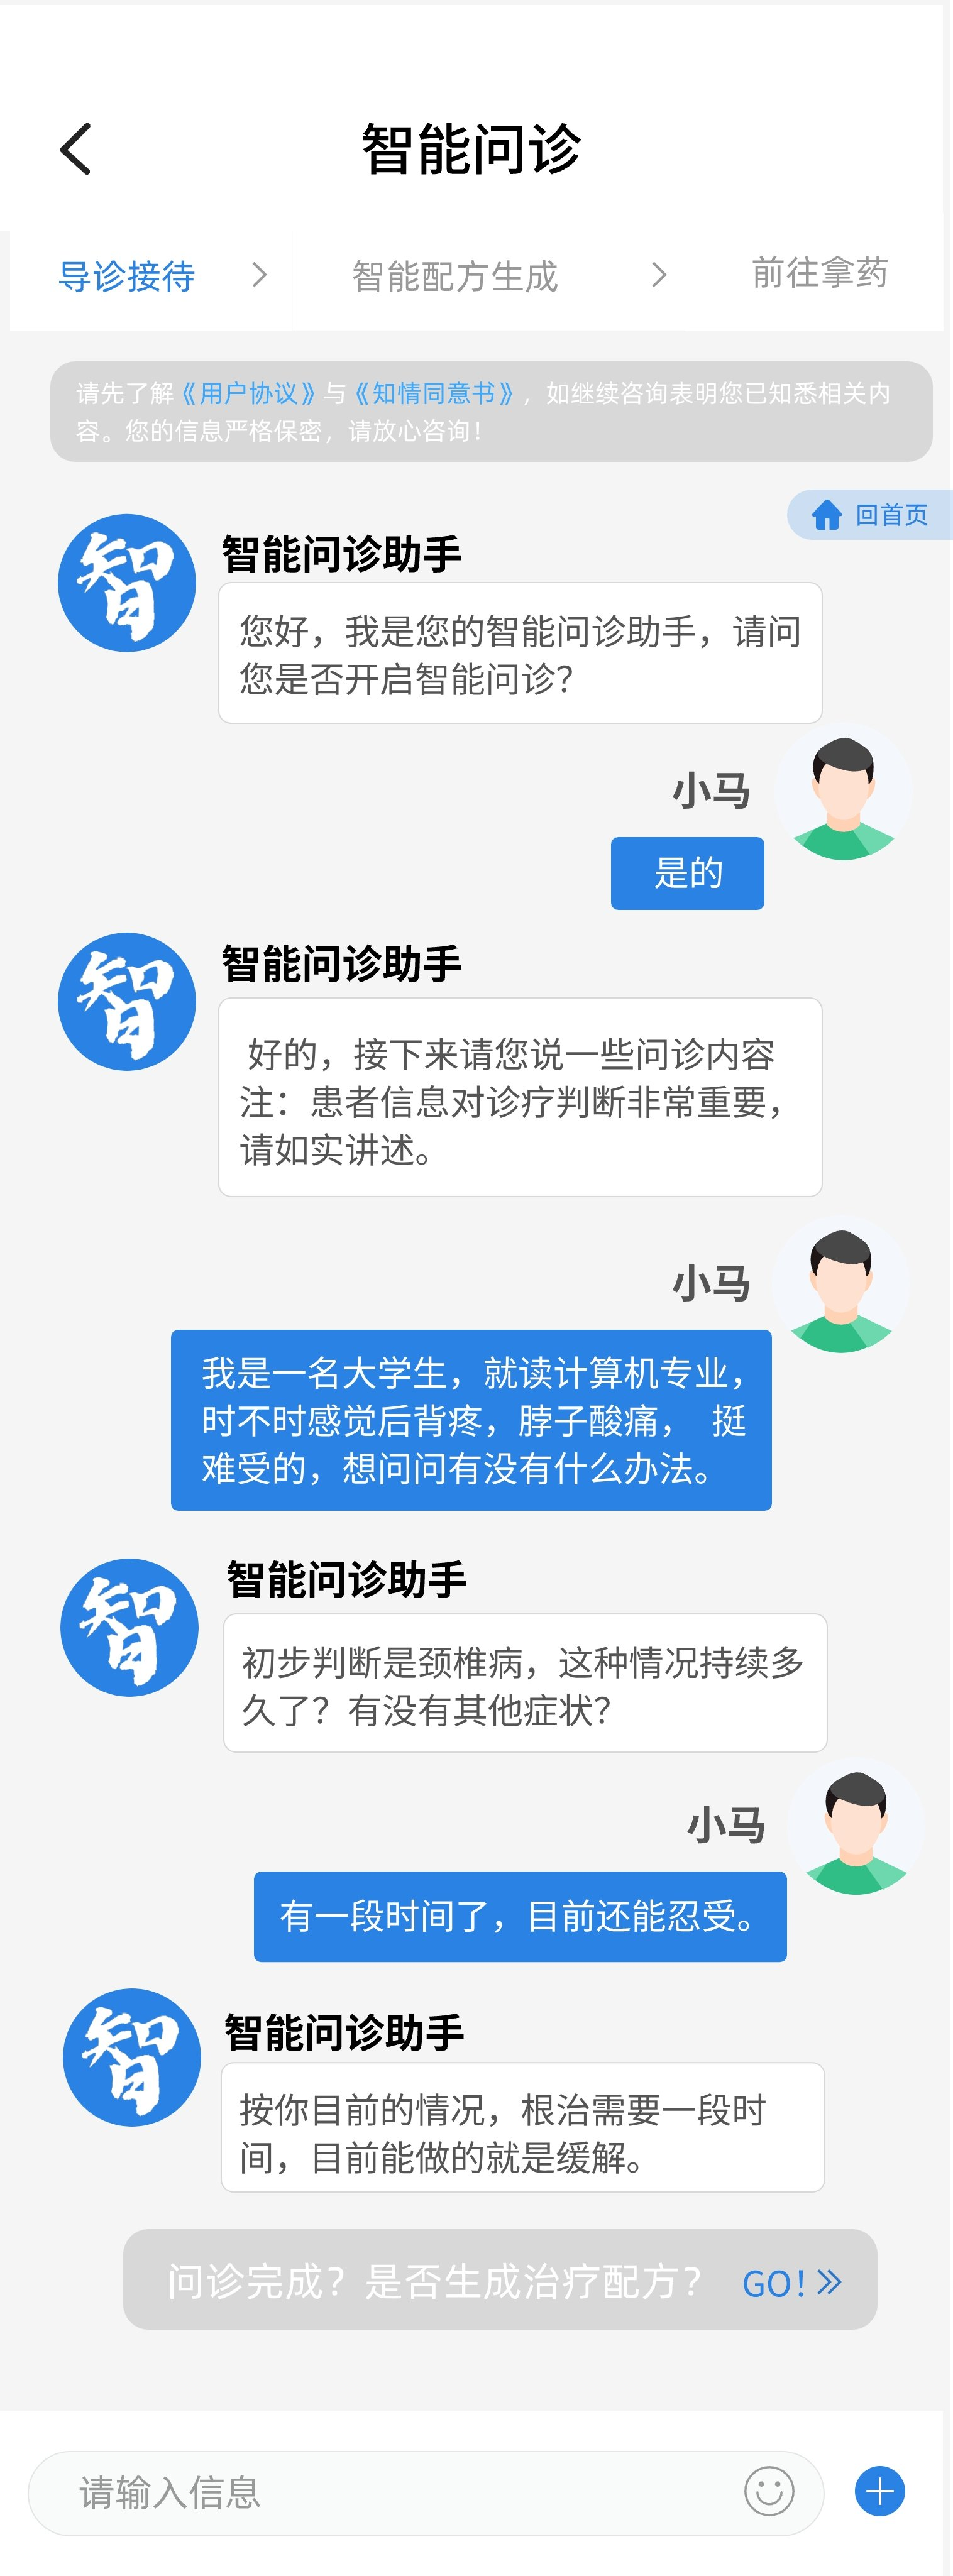 智能问诊
导诊接待
智能配方生成
前往拿药
请先了解《用户协议》与《知情同意书》，如继续咨询表明您已知悉相关内
容。您的信息严格保密，请放心咨询！
回首页
智
智能问诊助手
您好，我是您的智能问诊助手，请问
您是否开启智能问诊？
小马
是的
智
智能问诊助手
好的，接下来请您说一些问诊内容
注：患者信息对诊疗判断非常重要，
请如实讲述。
小马
我是一名大学生，就读计算机专业，
时不时感觉后背疼，脖子酸痛， 挺
难受的，想问问有没有什么办法。
智
智能问诊助手
初步判断是颈椎病，这种情况持续多
久了？有没有其他症状？
小马
有一段时间了，目前还能忍受。
智
智能问诊助手
按你目前的情况，根治需要一段时
间，目前能做的就是缓解。
问诊完成？是否生成治疗配方？ GO！
请输入信息